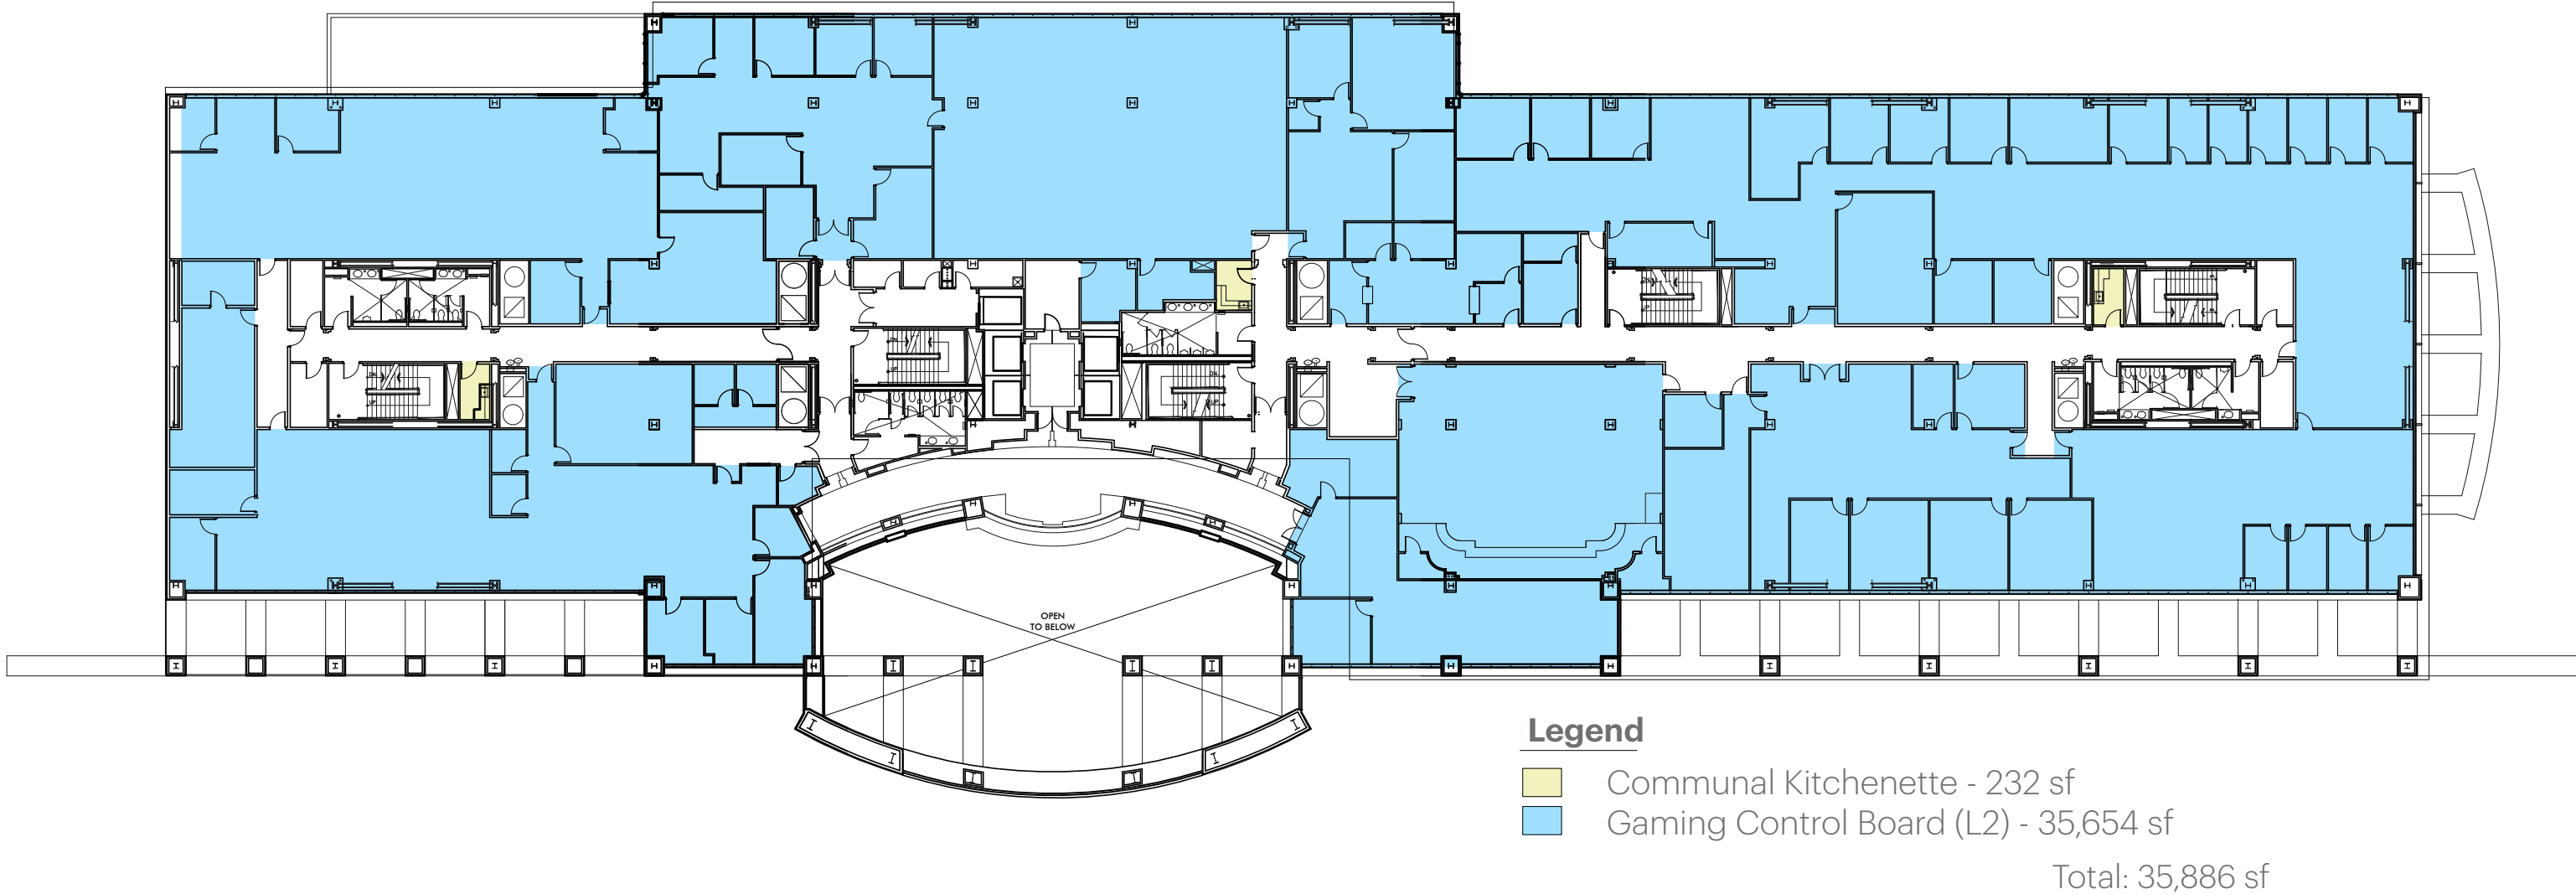 OPEN
TO BELOW
Legend
Communal Kitchenette - 232 sf
Gaming Control Board (L2) - 35,654 sf
Total: 35,886 sf